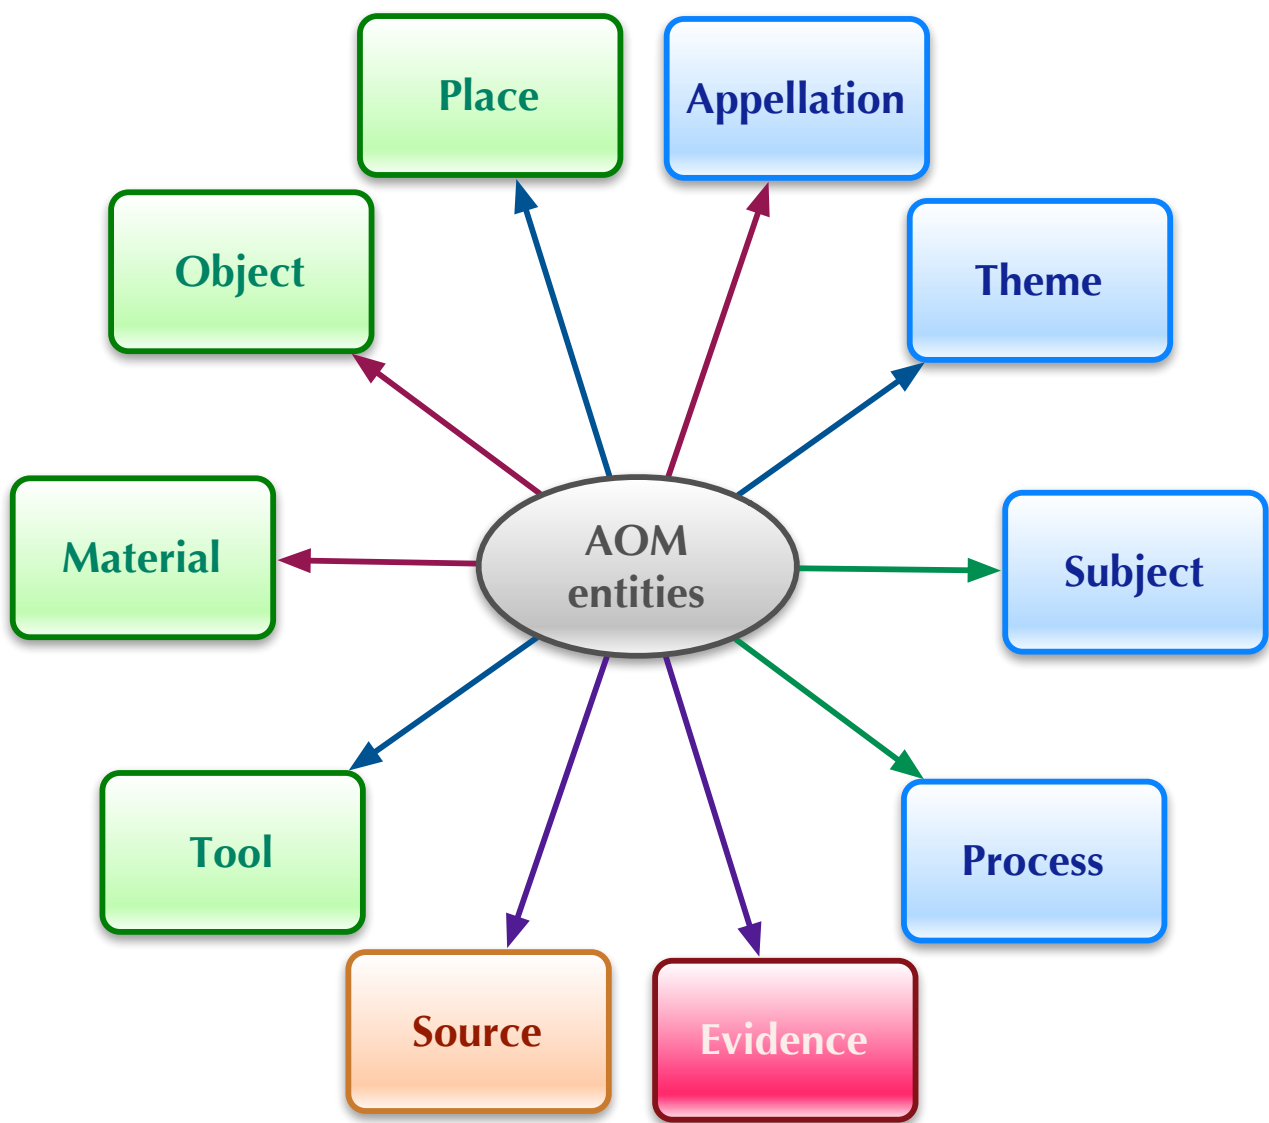 Place
Appellation
Object
Theme
AOM
entities
Material
Subject
Tool
Process
Source
Evidence